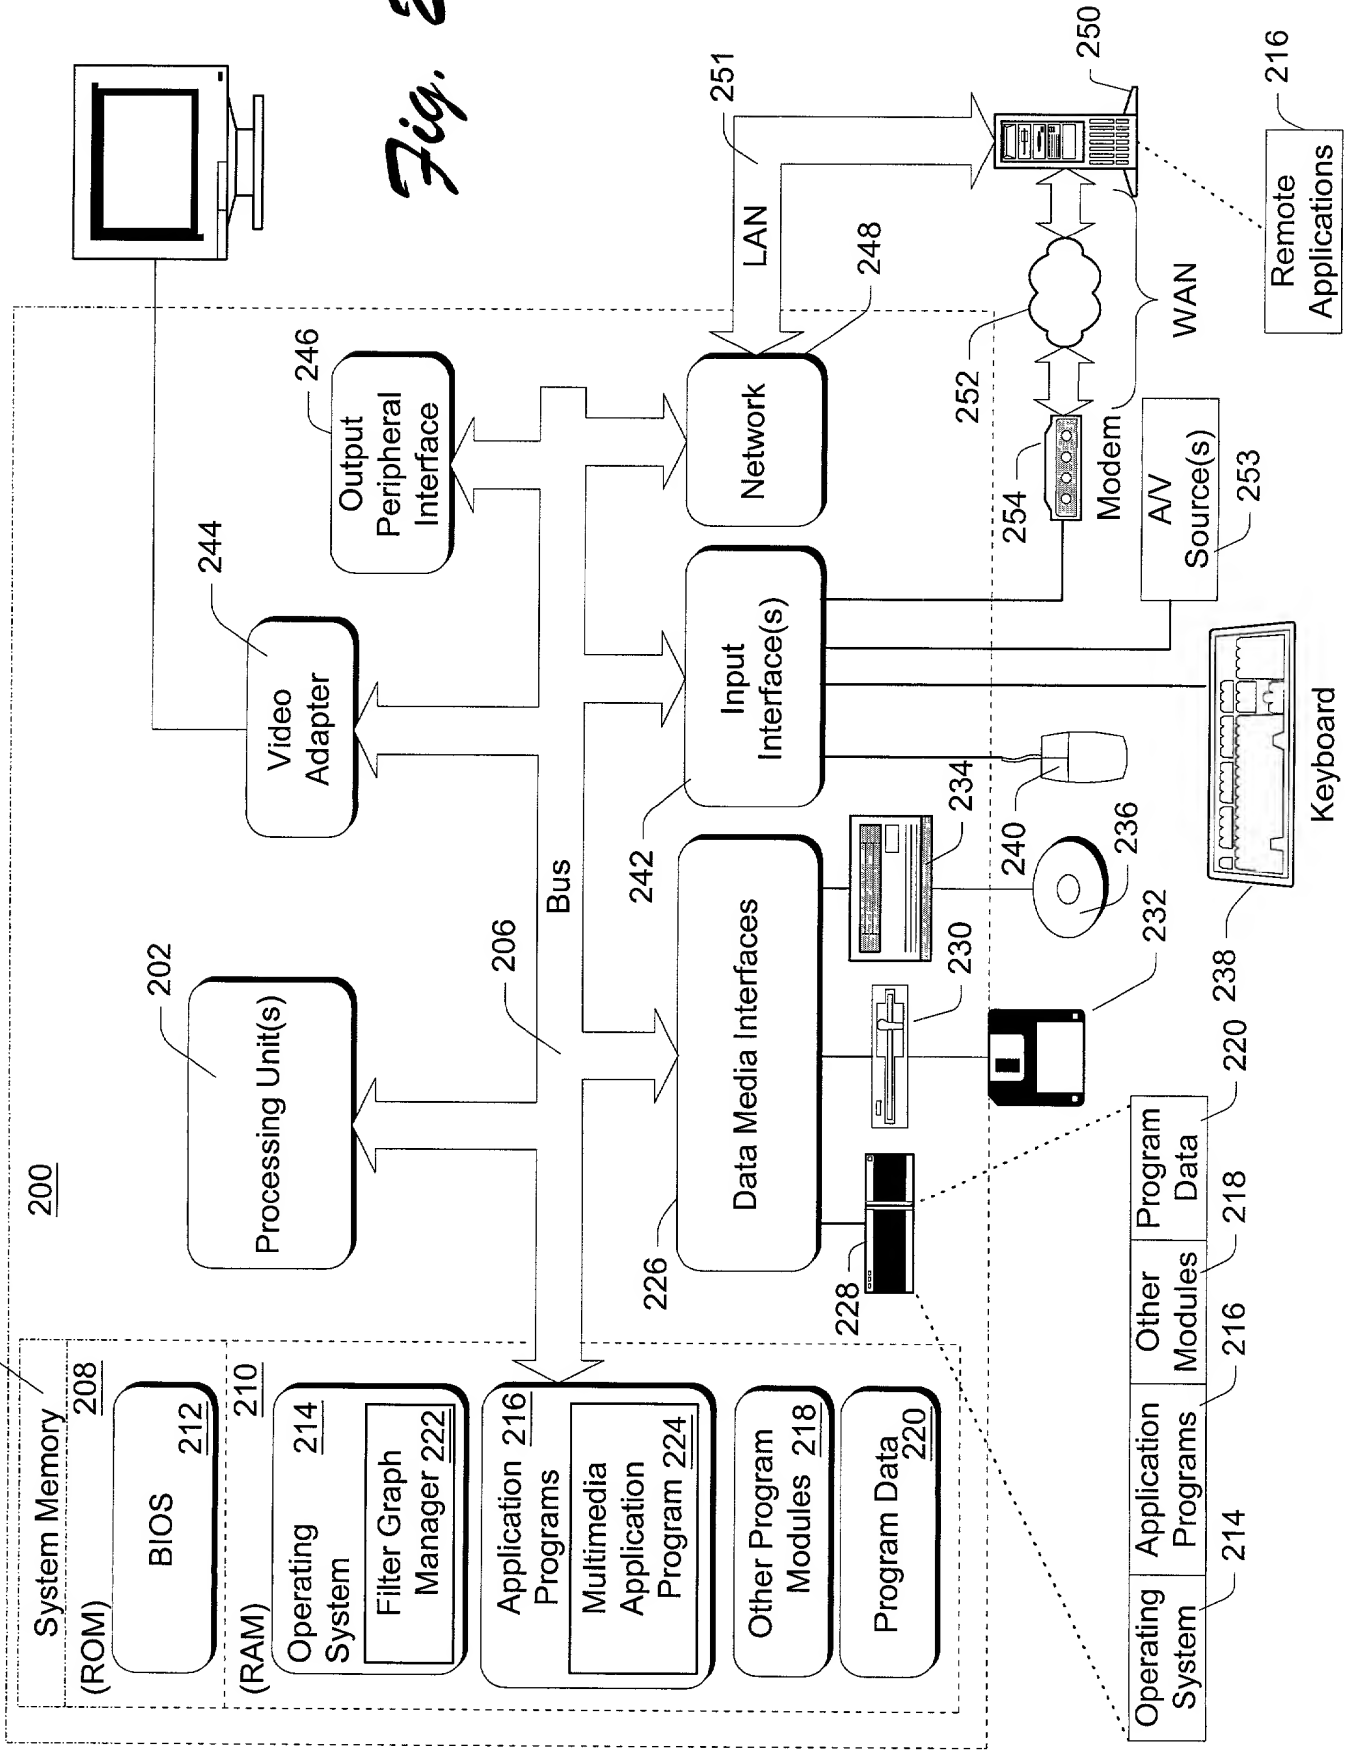 200
System Memory
(ROM) 208
BIOS
212
(RAM) 210
Operating
System 214
Filter Graph
Manager 222
Application 216
Programs
Multimedia
Application
Program 224
Other Program
Modules 218
Program Data
220
202
Processing Unit(s)
244
Video
Adapter
246
Output
Peripheral
Interface
Fig. 2
206
Bus
226
Data Media Interfaces
242
Input
Interface(s)
Network
248
LAN
251
228
230
234
240
236
232
254
Modem
252
WAN
250
A/V
Source(s)
253
238
Keyboard
Remote
Applications
216
Operating
System
Application
Programs
Other
Modules
Program
Data
214
216
218
220